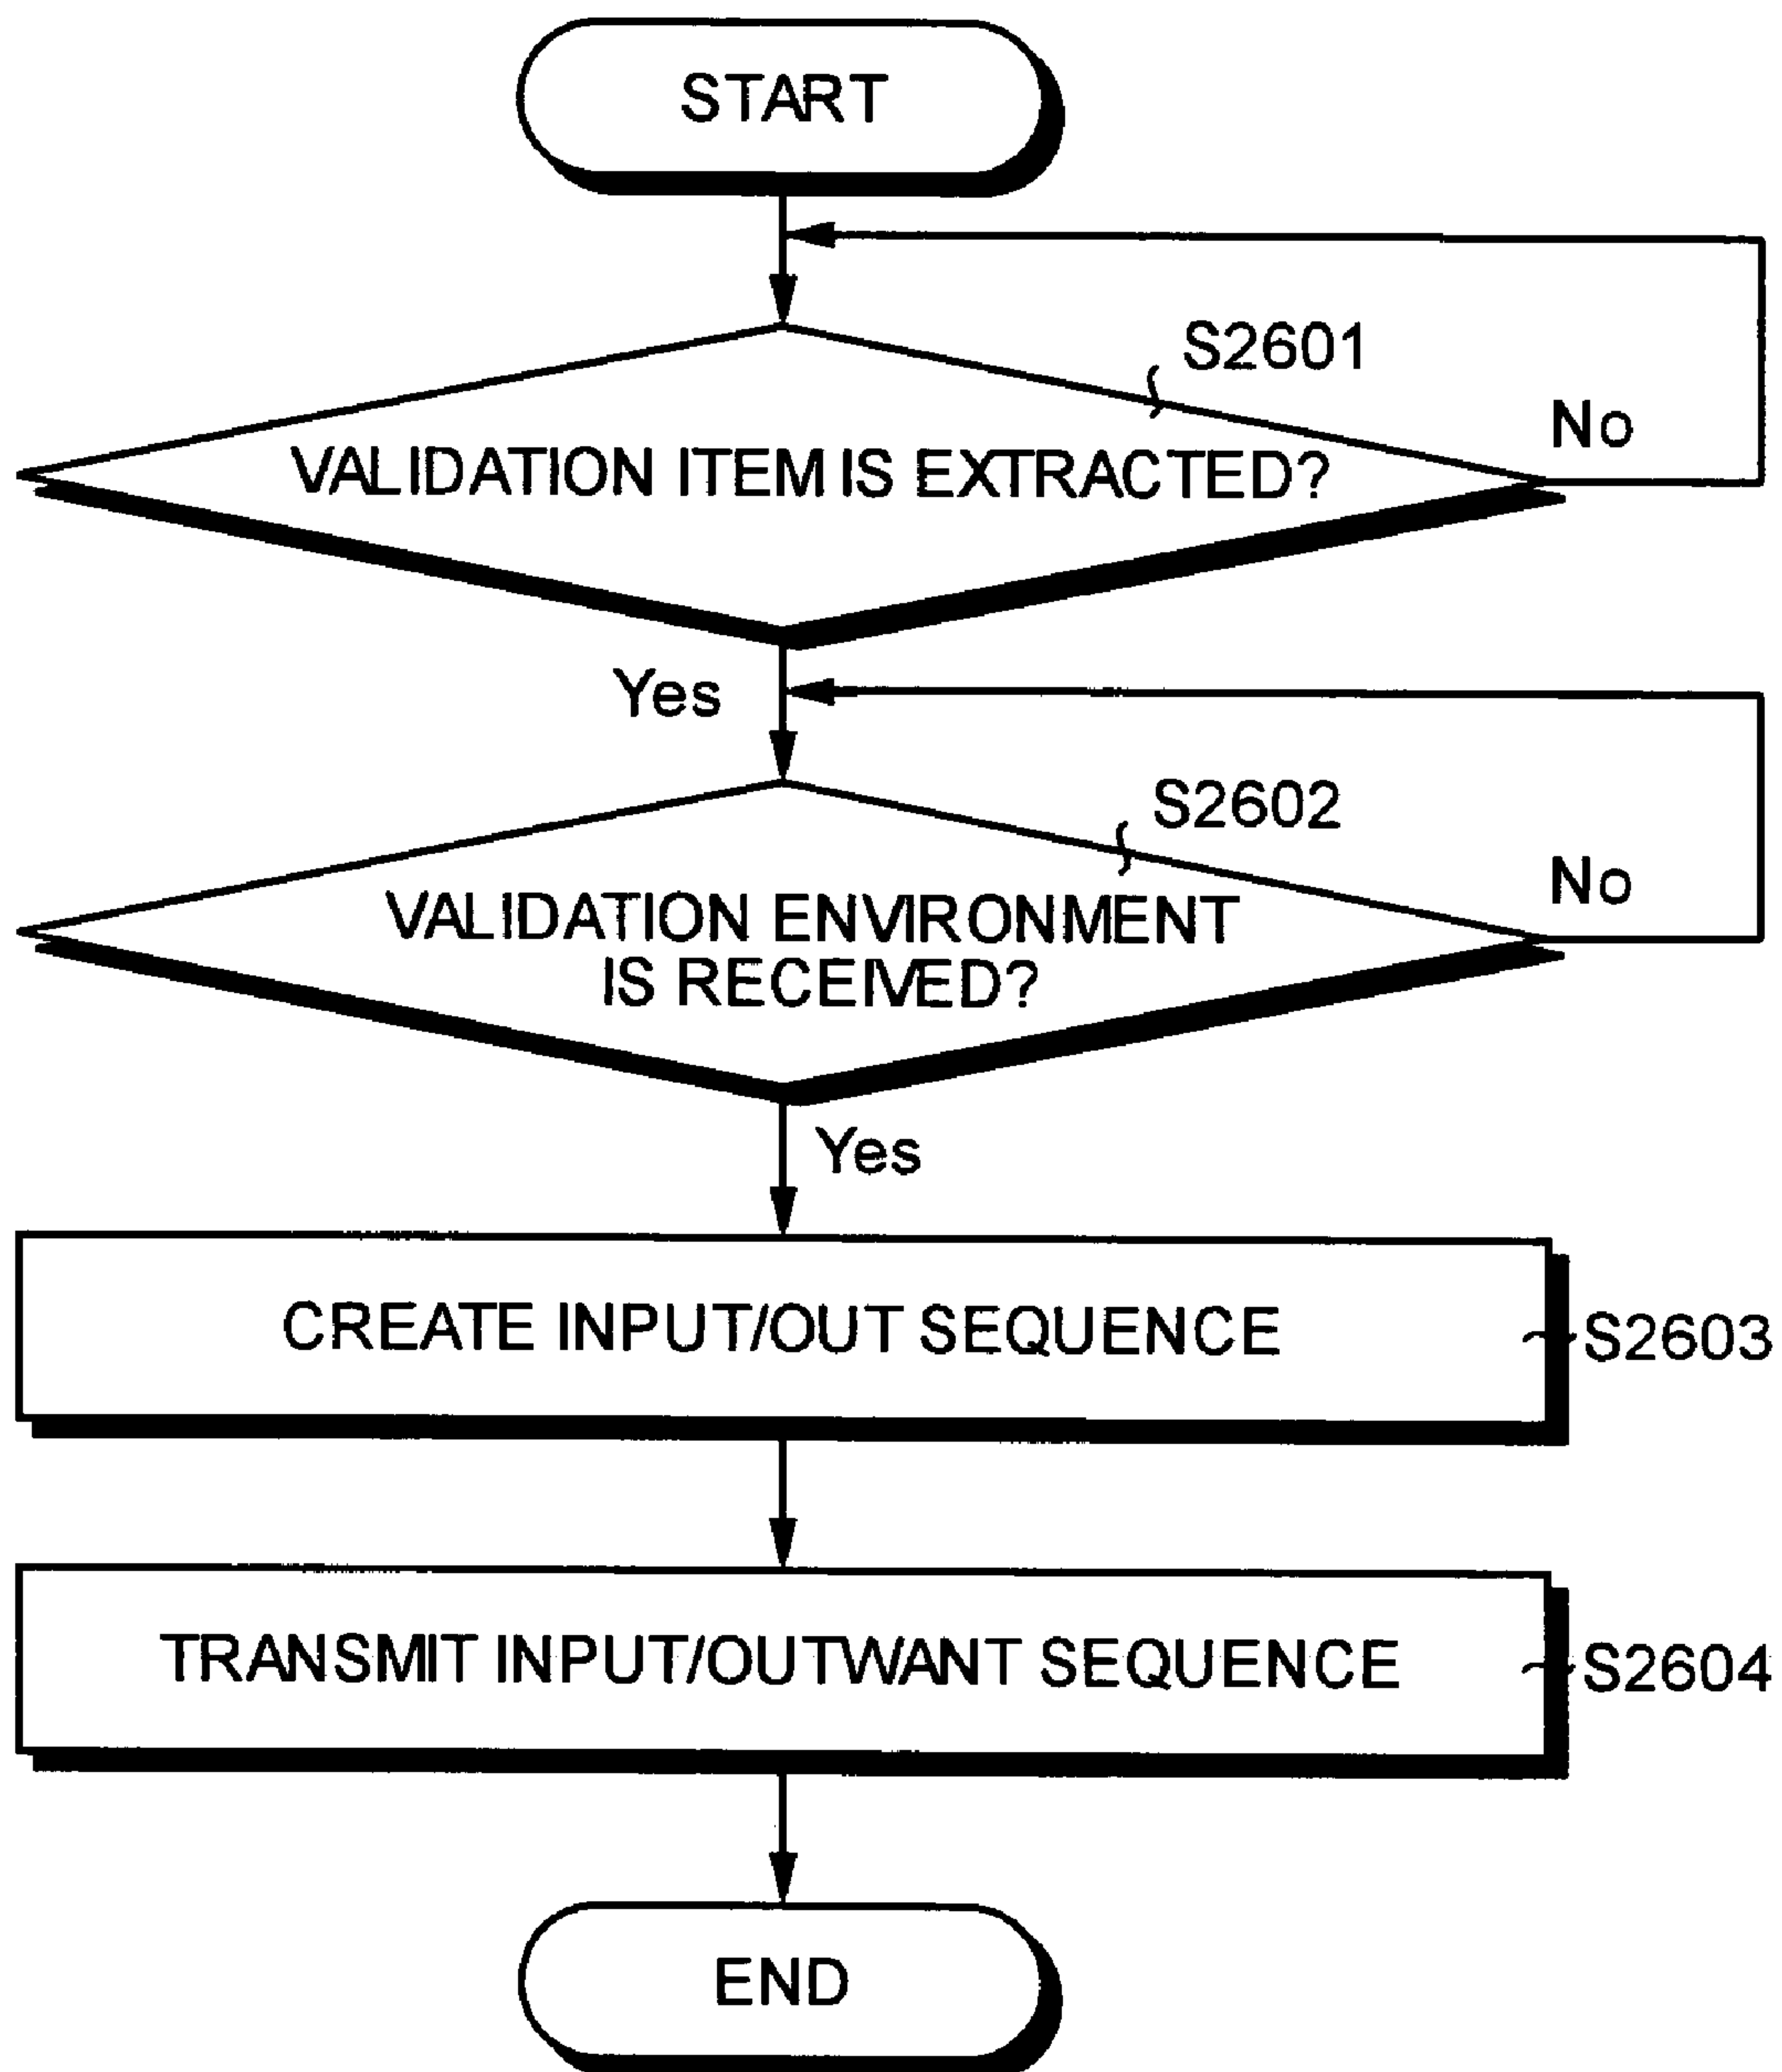 START
S2601
No
VALIDATION ITEM IS EXTRACTED?
Yes
S2602
No
VALIDATION ENVIRONMENT
IS RECEIVED?
Yes
CREATE INPUT/OUT SEQUENCE
S2603
TRANSMIT INPUT/OUTWANT SEQUENCE
S2604
END